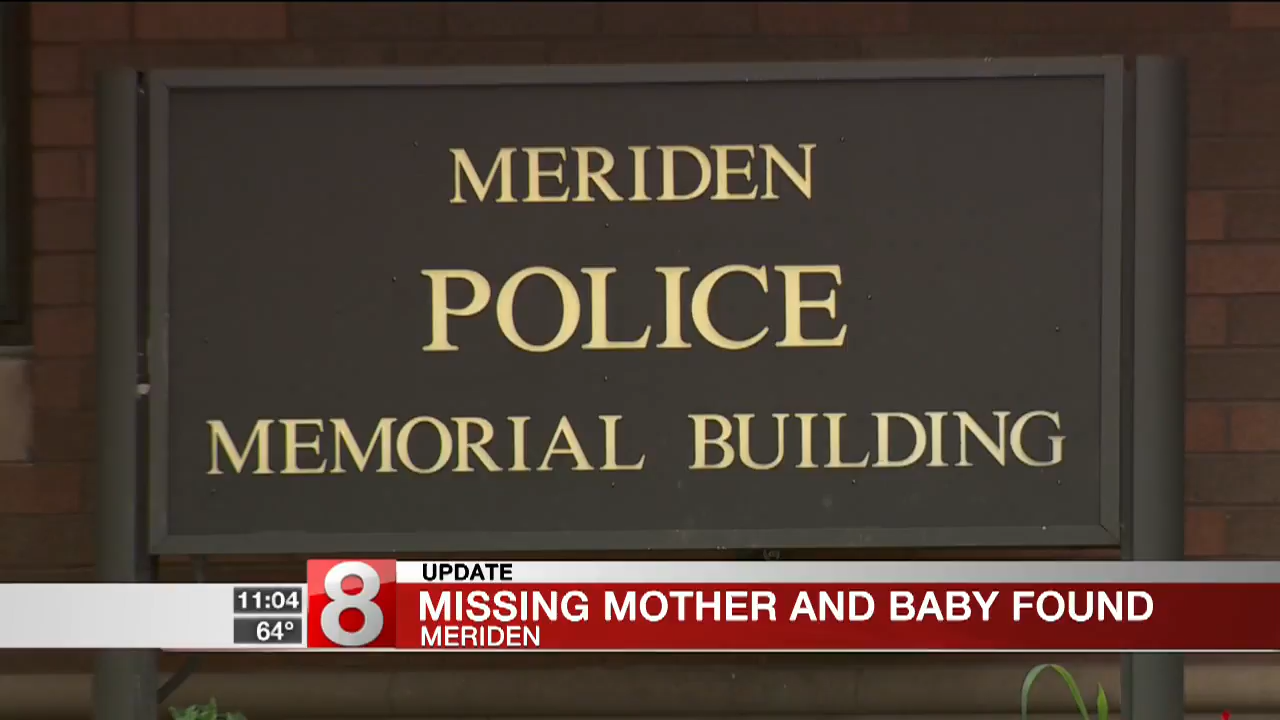 MERIDEN
POLICE
MEMORIAL BUILDING
UPDATE
11:04
8
MISSING MOTHER AND BABY FOUND
64°
MERIDEN